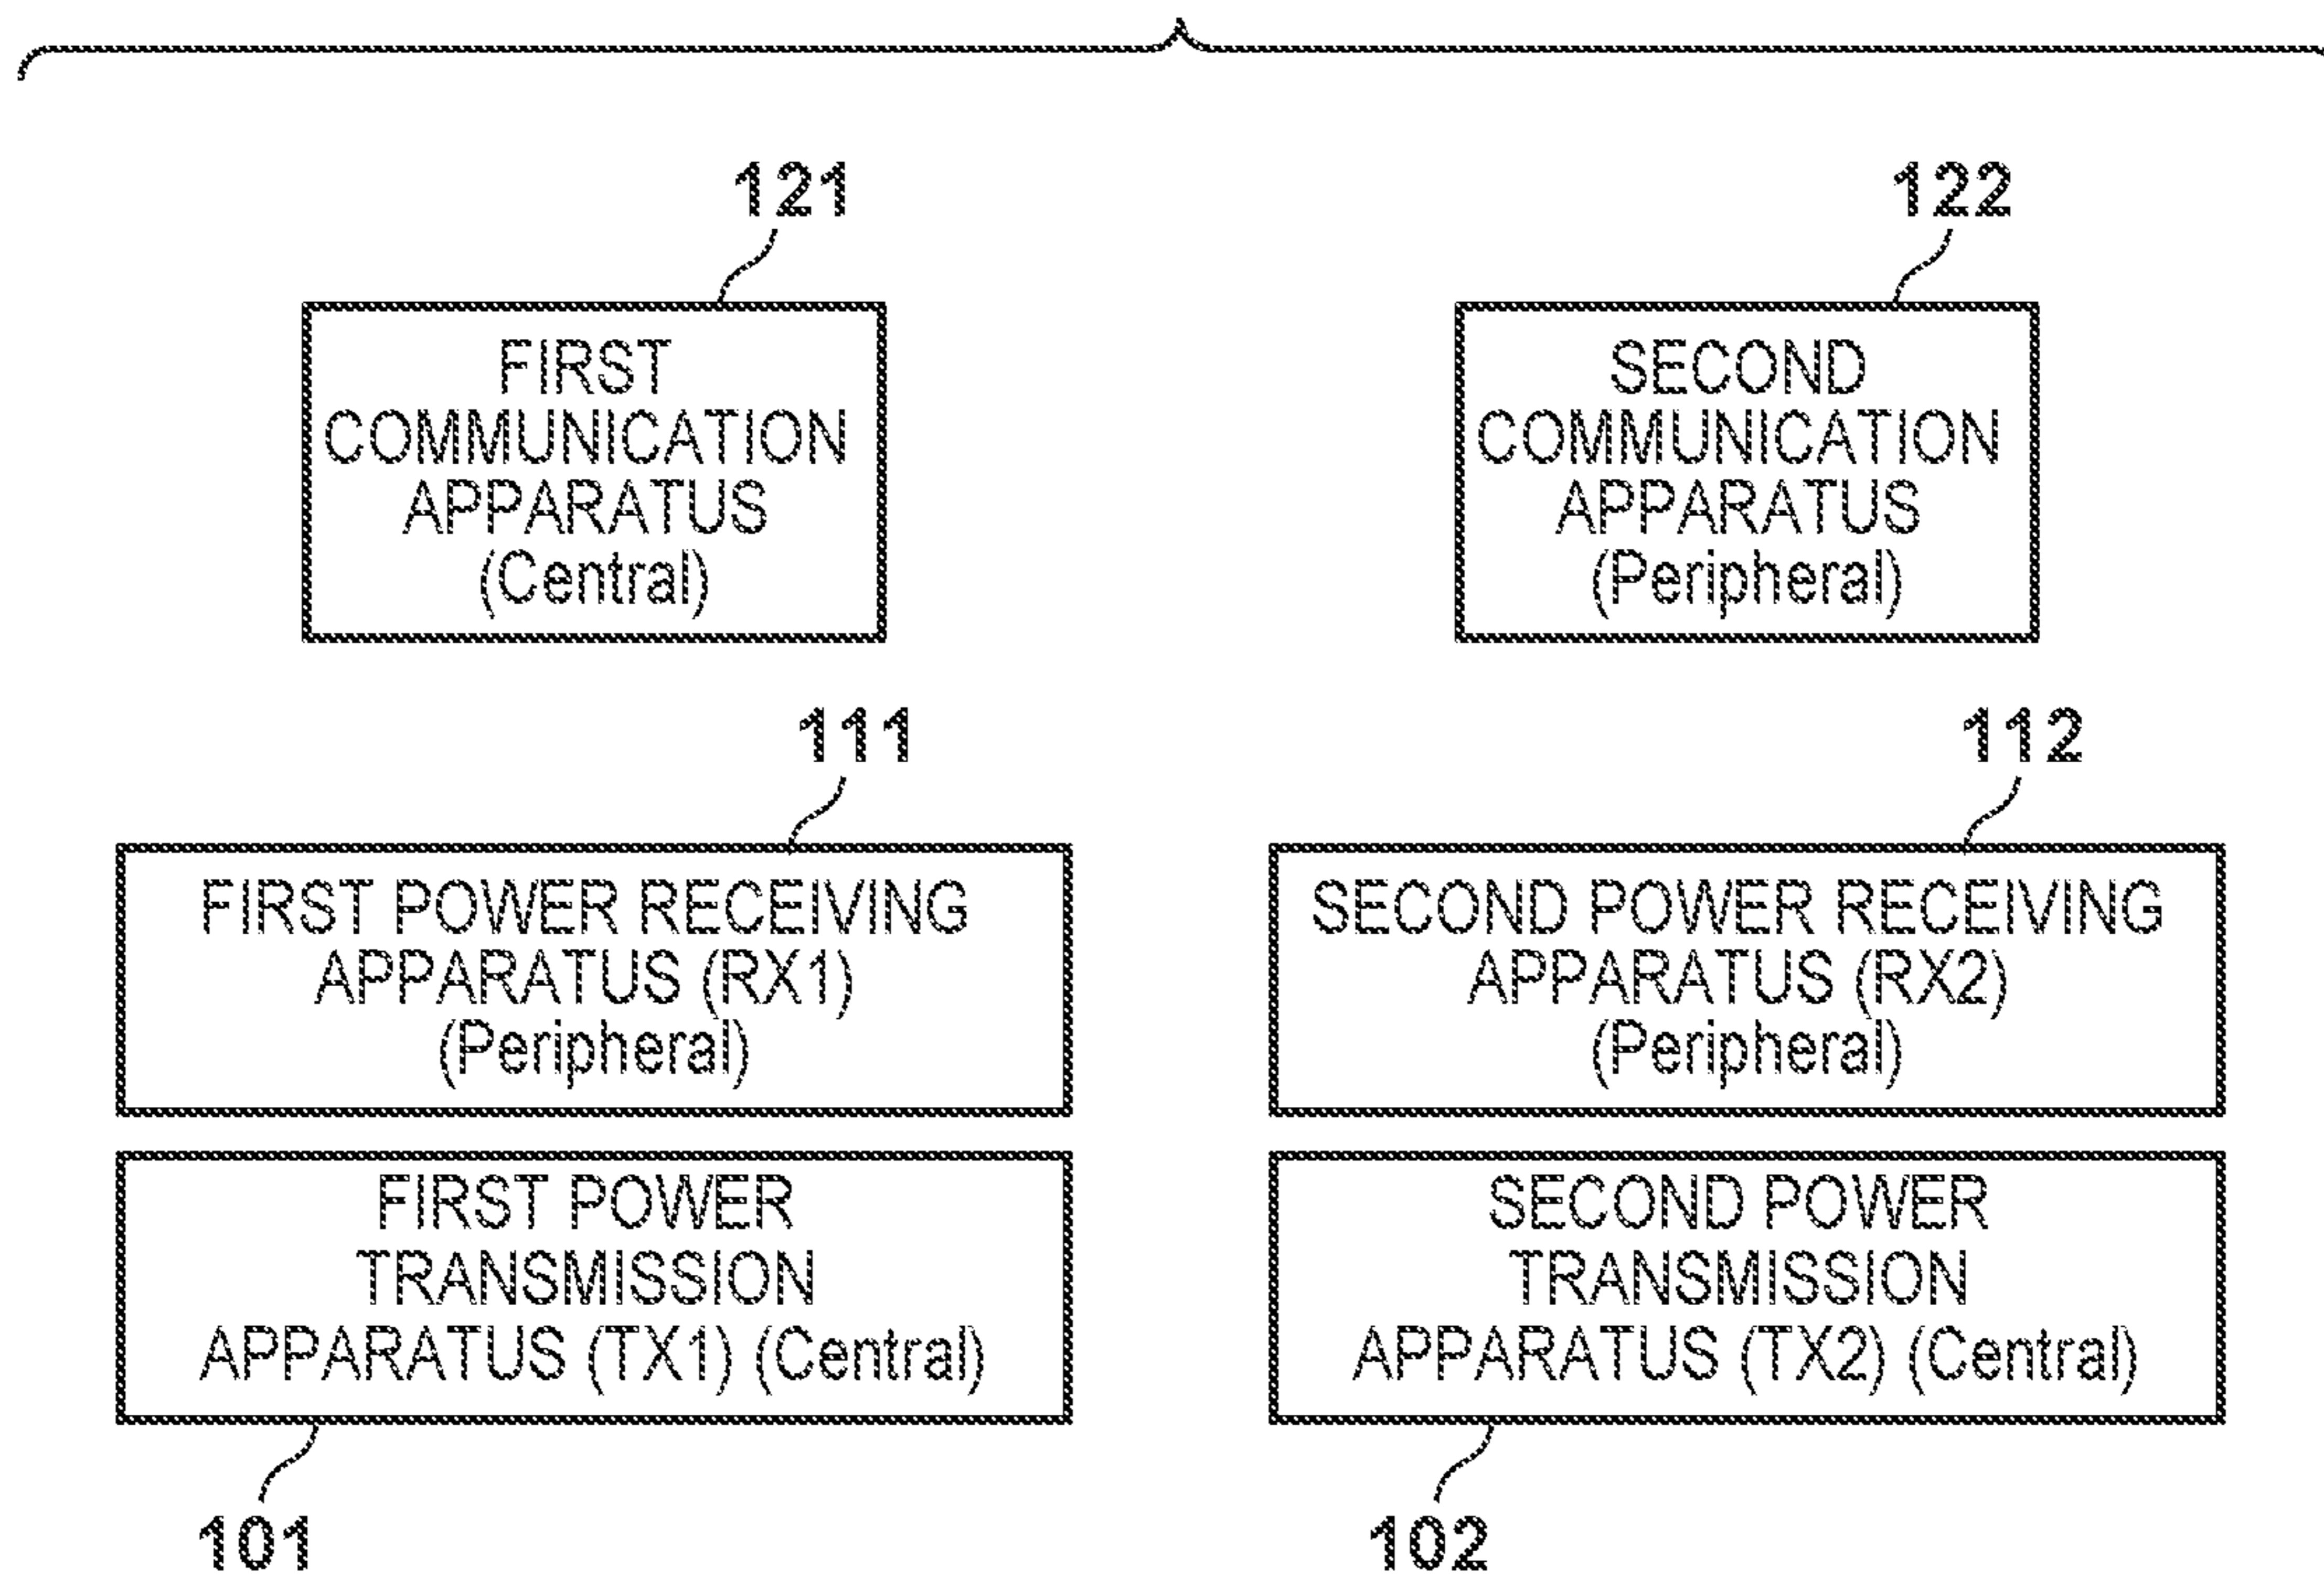 121
122
FIRST
COMMUNICATION
APPARATUS
(Central)
SECOND
COMMUNICATION
APPARATUS
(Peripheral)
111
112
FIRST POWER RECEIVING
APPARATUS (RX1)
(Peripheral)
SECOND POWER RECEIVING
APPARATUS (RX2)
(Peripheral)
FIRST POWER
TRANSMISSION
APPARATUS (TX1) (Central)
SECOND POWER
TRANSMISSION
APPARATUS (TX2) (Central)
101
102